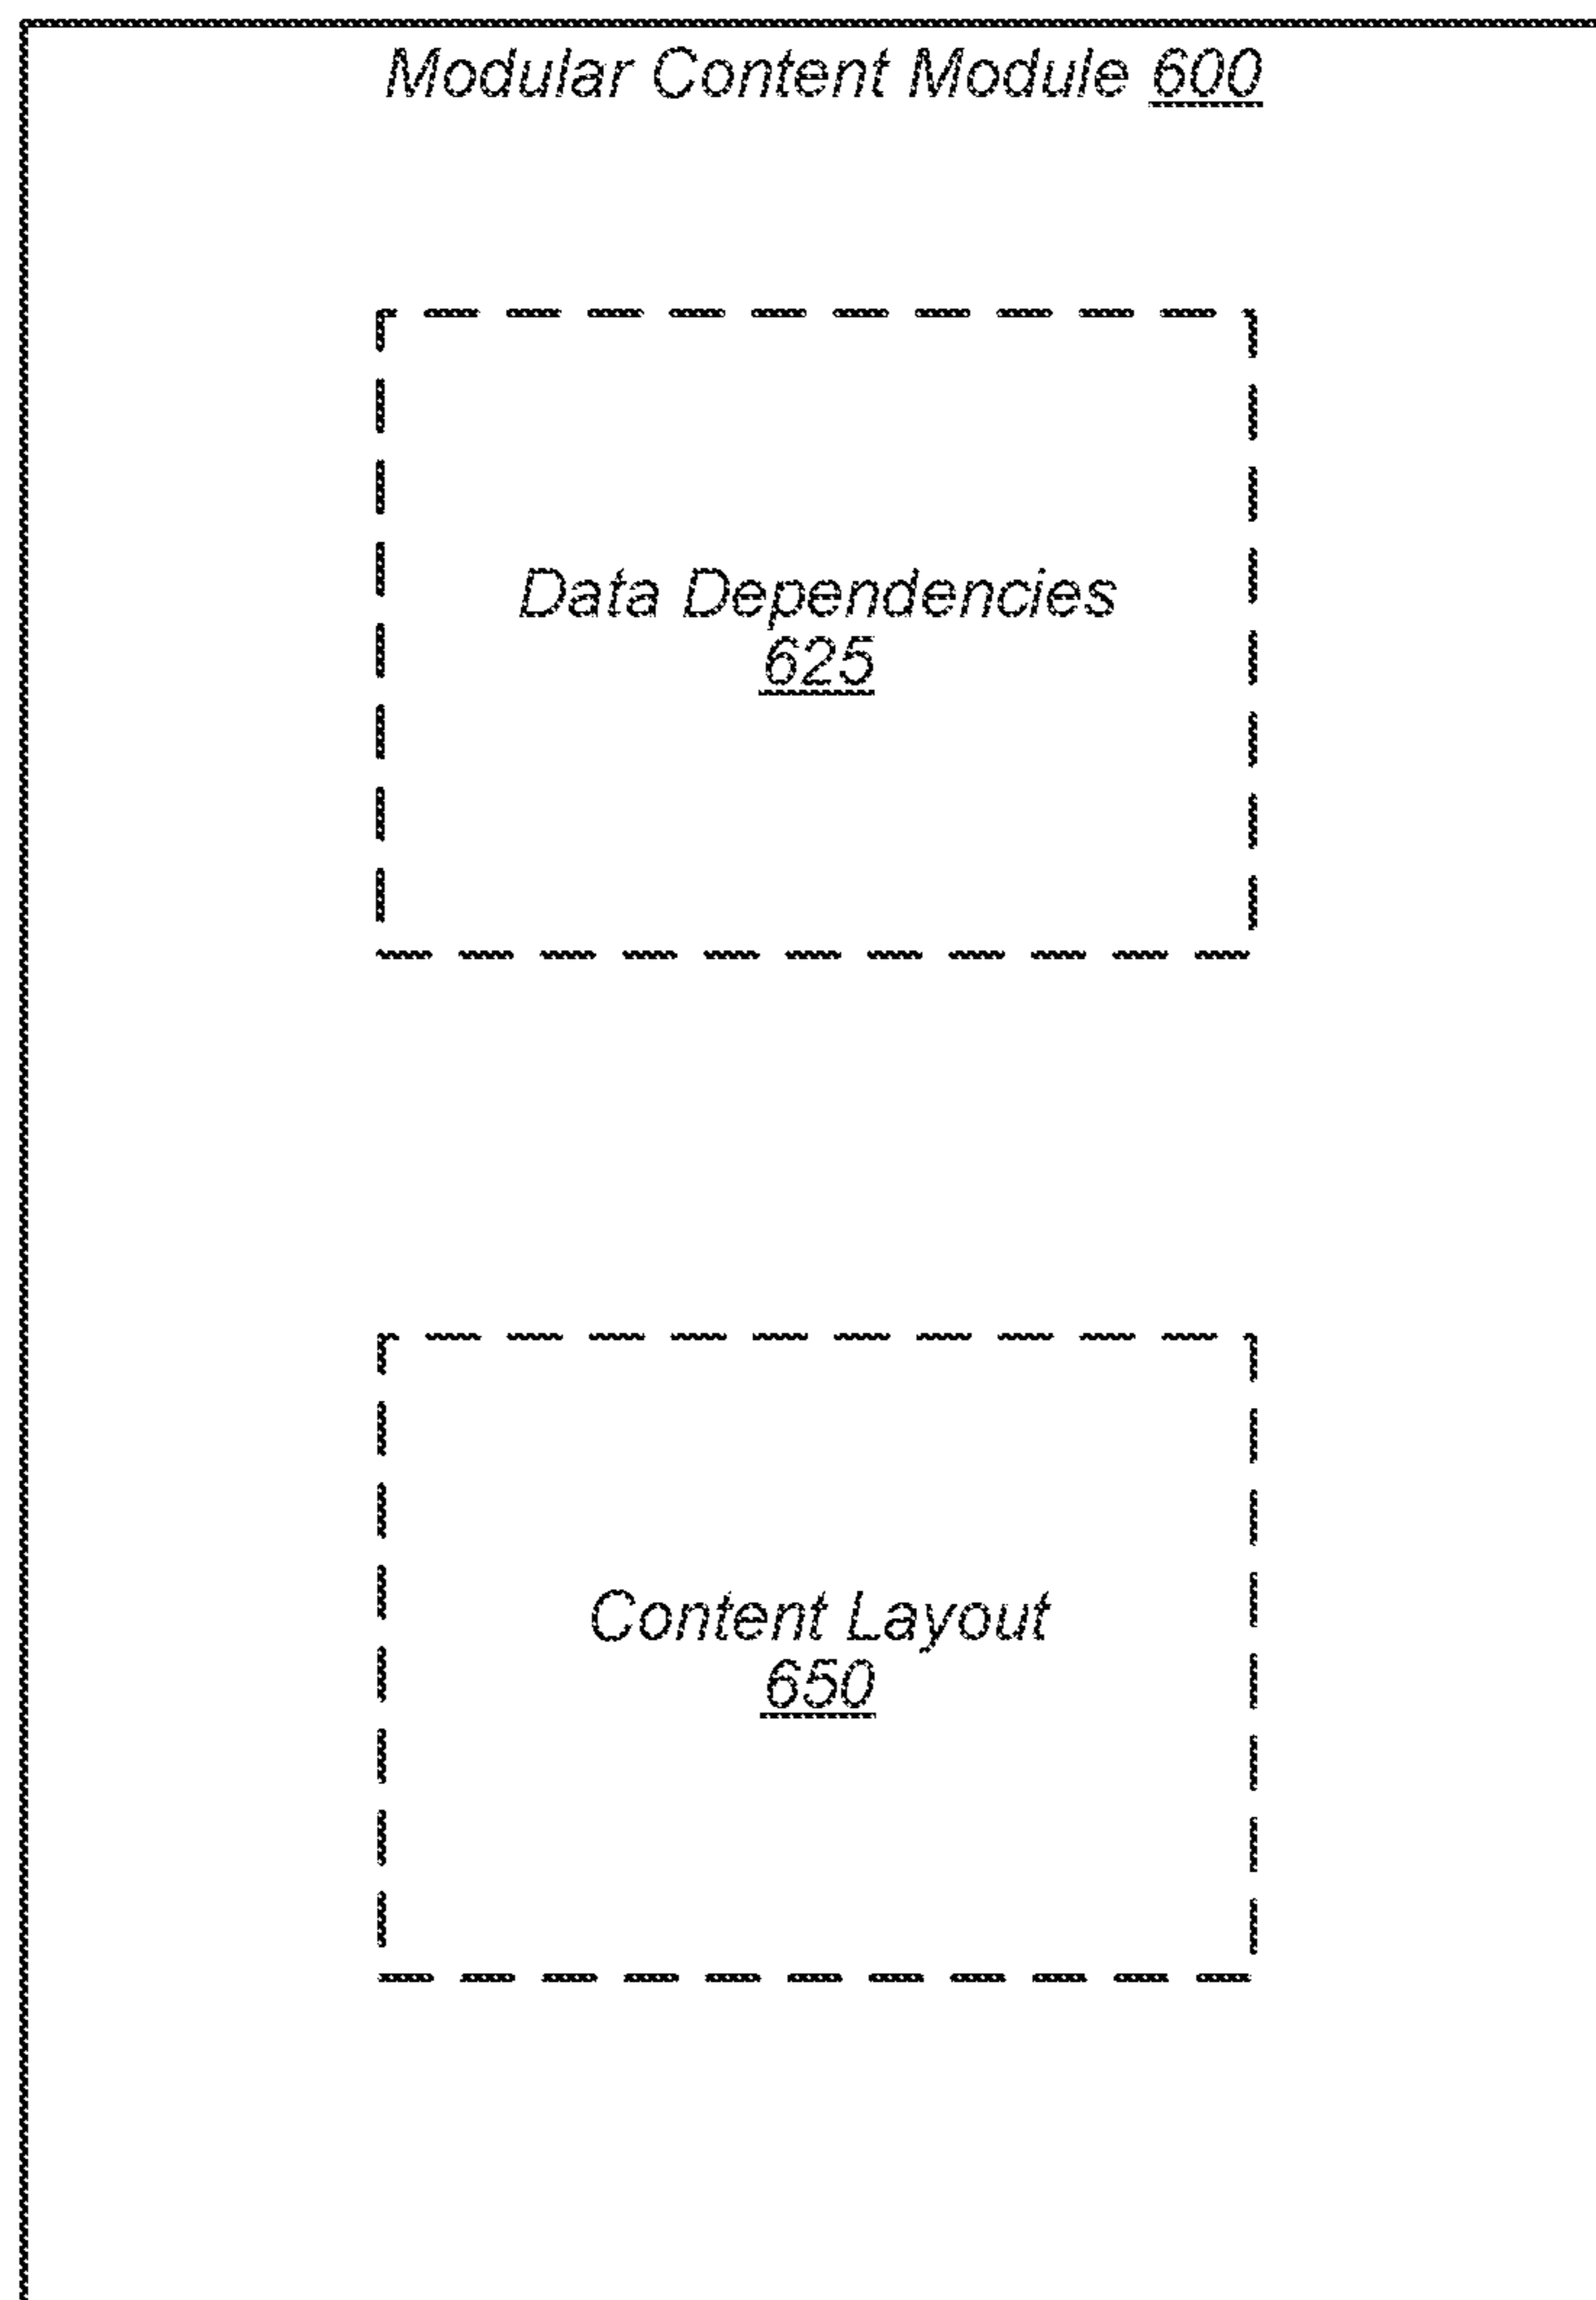 Modular Content Module 600
Data Dependencies
625
Content Layout
650